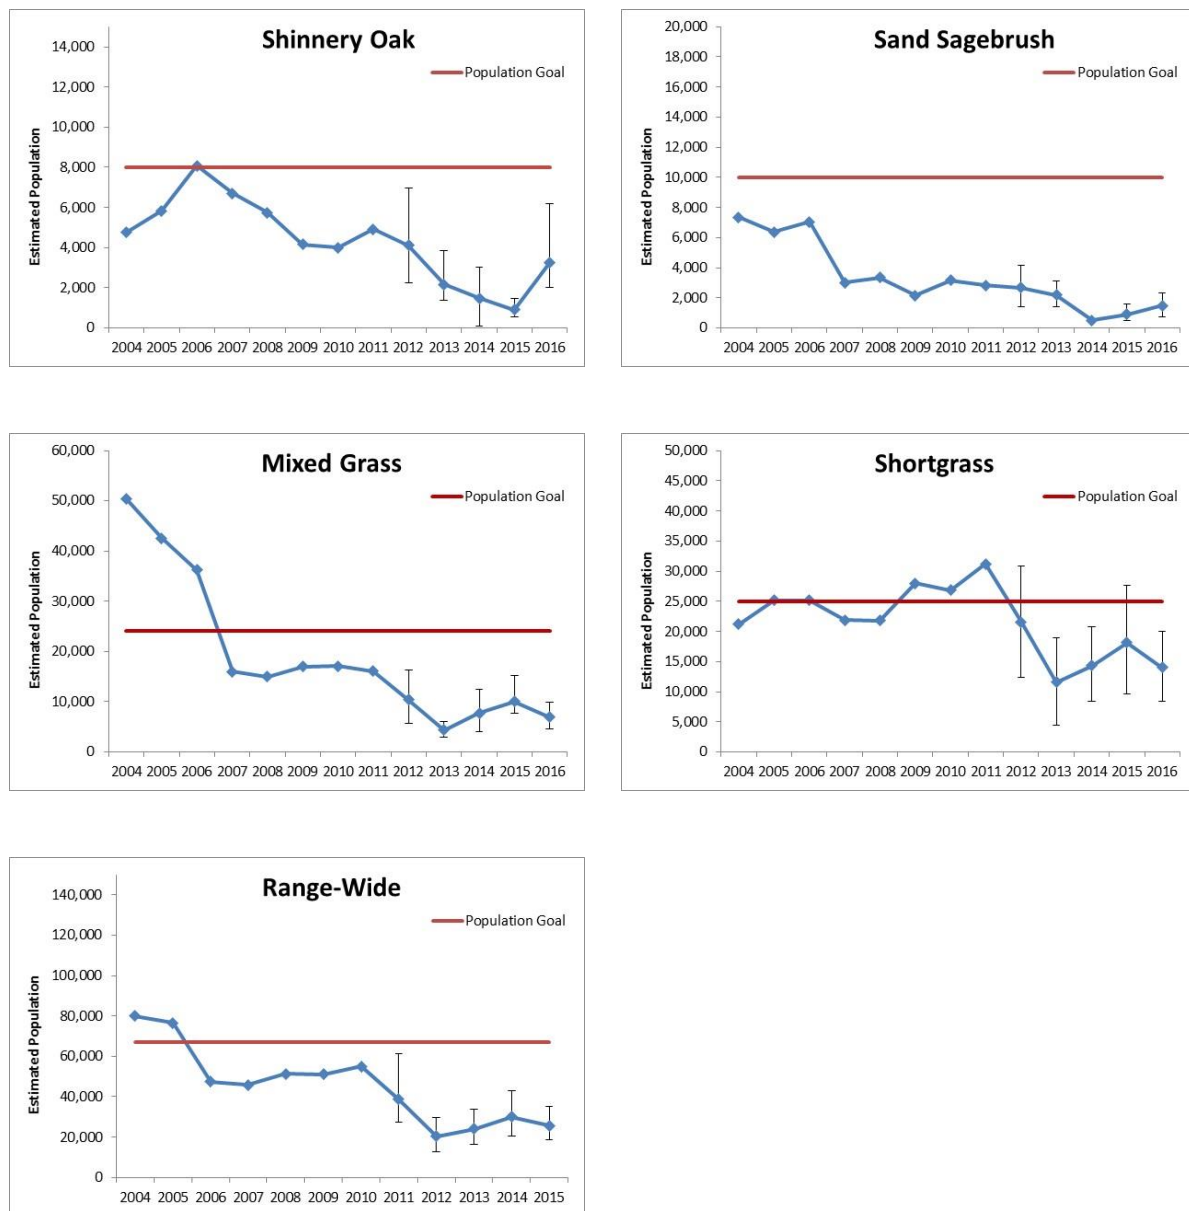 Shinnery Oak
Population Goal
Estimated Population
14,000
12,000
10,000
8,000
6,000
4,000
2,000
0
2004 2005 2006 2007 2008 2009 2010 2011 2012 2013 2014 2015 2016
Sand Sagebrush
Population Goal
Estimated Population
20,000
18,000
16,000
14,000
12,000
10,000
8,000
6,000
4,000
2,000
0
2004 2005 2006 2007 2008 2009 2010 2011 2012 2013 2014 2015 2016
Mixed Grass
Population Goal
Estimated Population
60,000
50,000
40,000
30,000
20,000
10,000
0
2004 2005 2006 2007 2008 2009 2010 2011 2012 2013 2014 2015 2016
Shortgrass
Population Goal
Estimated Population
50,000
45,000
40,000
35,000
30,000
25,000
20,000
15,000
10,000
5,000
0
2004 2005 2006 2007 2008 2009 2010 2011 2012 2013 2014 2015 2016
Range-Wide
Population Goal
Estimated Population
140,000
120,000
100,000
80,000
60,000
40,000
20,000
0
2004 2005 2006 2007 2008 2009 2010 2011 2012 2013 2014 2015